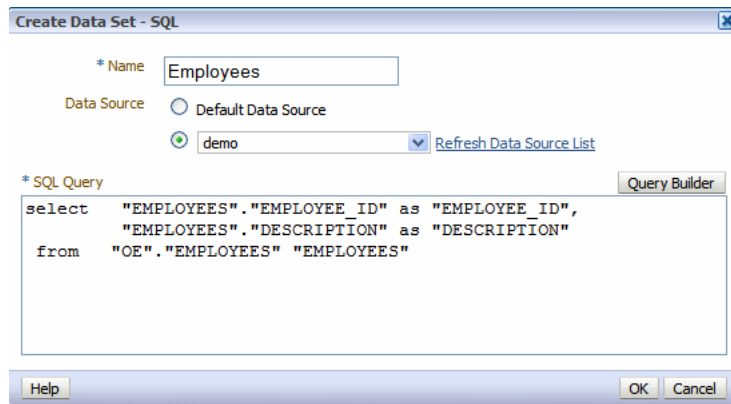 Create Data Set - SQL
* Name Employees
Data Source Default Data Source
demo Refresh Data Source List
* SQL Query Query Builder
select "EMPLOYEES"."EMPLOYEE_ID" as "EMPLOYEE_ID",
"EMPLOYEES"."DESCRIPTION" as "DESCRIPTION"
from "OE"."EMPLOYEES" "EMPLOYEES"
Help OK Cancel